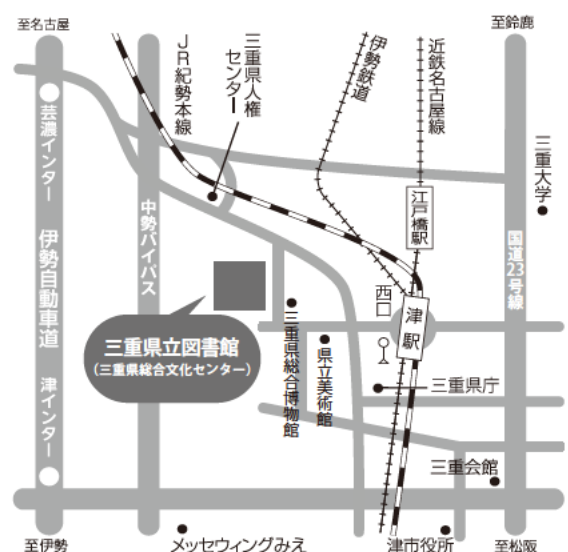 至名古屋
至鈴鹿
JR紀勢本線
三重県人権
センター
伊勢鉄道
近鉄名古屋線
芸濃インター
伊勢自動車道
津インター
中勢バイパス
江戸橋駅
三重大学
国道23号線
西口
津駅
三重県立図書館
(三重県総合文化センター)
三重県総合博物館
県立美術館
三重県庁
三重会館
至伊勢
メッセウィングみえ
津市役所
至松阪